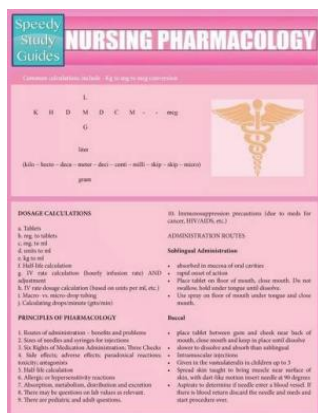 Speedy
Study
Guides
NURSING PHARMACOLOGY
Common calculations include - Kg to mg to mcg conversion
L
K H D M D C M - - mcg
G
liter
(kilo - hecto - deca - meter - deci - centi - milli - skip - skip - micro)
gram
DOSAGE CALCULATIONS
a. Tablets
b. mg. to tablets
c. mg. to ml
d. units to ml
e. kg to ml
f. Half-life calculation
g. IV rate calculation (hourly infusion rate) AND
adjustment
h. IV rate dosage calculation (based on units per ml, etc.)
i. Macro- vs. micro-drop tubing
j. Calculating drops/minute (gtts/min)
PRINCIPLES OF PHARMACOLOGY
1. Routes of administration - benefits and problems
2. Sizes of needles and syringes for injections
3. Six Rights of Medication Administration, Three Checks
4. Side effects; adverse effects; paradoxical reactions;
toxicity; antagonists
5. Half-life calculation
6. Allergic or hypersensitivity reactions
7. Absorption, metabolism, distribution and excretion
8. There may be questions on lab values as relevant.
9. There are pediatric and adult questions.
10. Immunosuppression precautions (due to meds for
cancer, HIV/AIDS, etc.)
ADMINISTRATION ROUTES
Sublingual Administration
• absorbed in mucosa of oral cavities
• rapid onset of action
• Place tablet on floor of mouth, close mouth. Do not
swallow, hold under tongue until dissolve.
• Use spray on floor of mouth under tongue and close
mouth.
Buccal
• place tablet between gum and cheek near back of
mouth, close mouth and keep in place until dissolve
• slower to dissolve and absorb than sublingual
• Intramuscular injections
• Given in the vastus lateralis in children up to 3
• Spread skin taught to bring muscle near surface of
skin, with dart-like motion insert needle at 90 degrees
• Aspirate to determine if needle enter a blood vessel. If
there is blood return discard the needle and meds and
start procedure over.